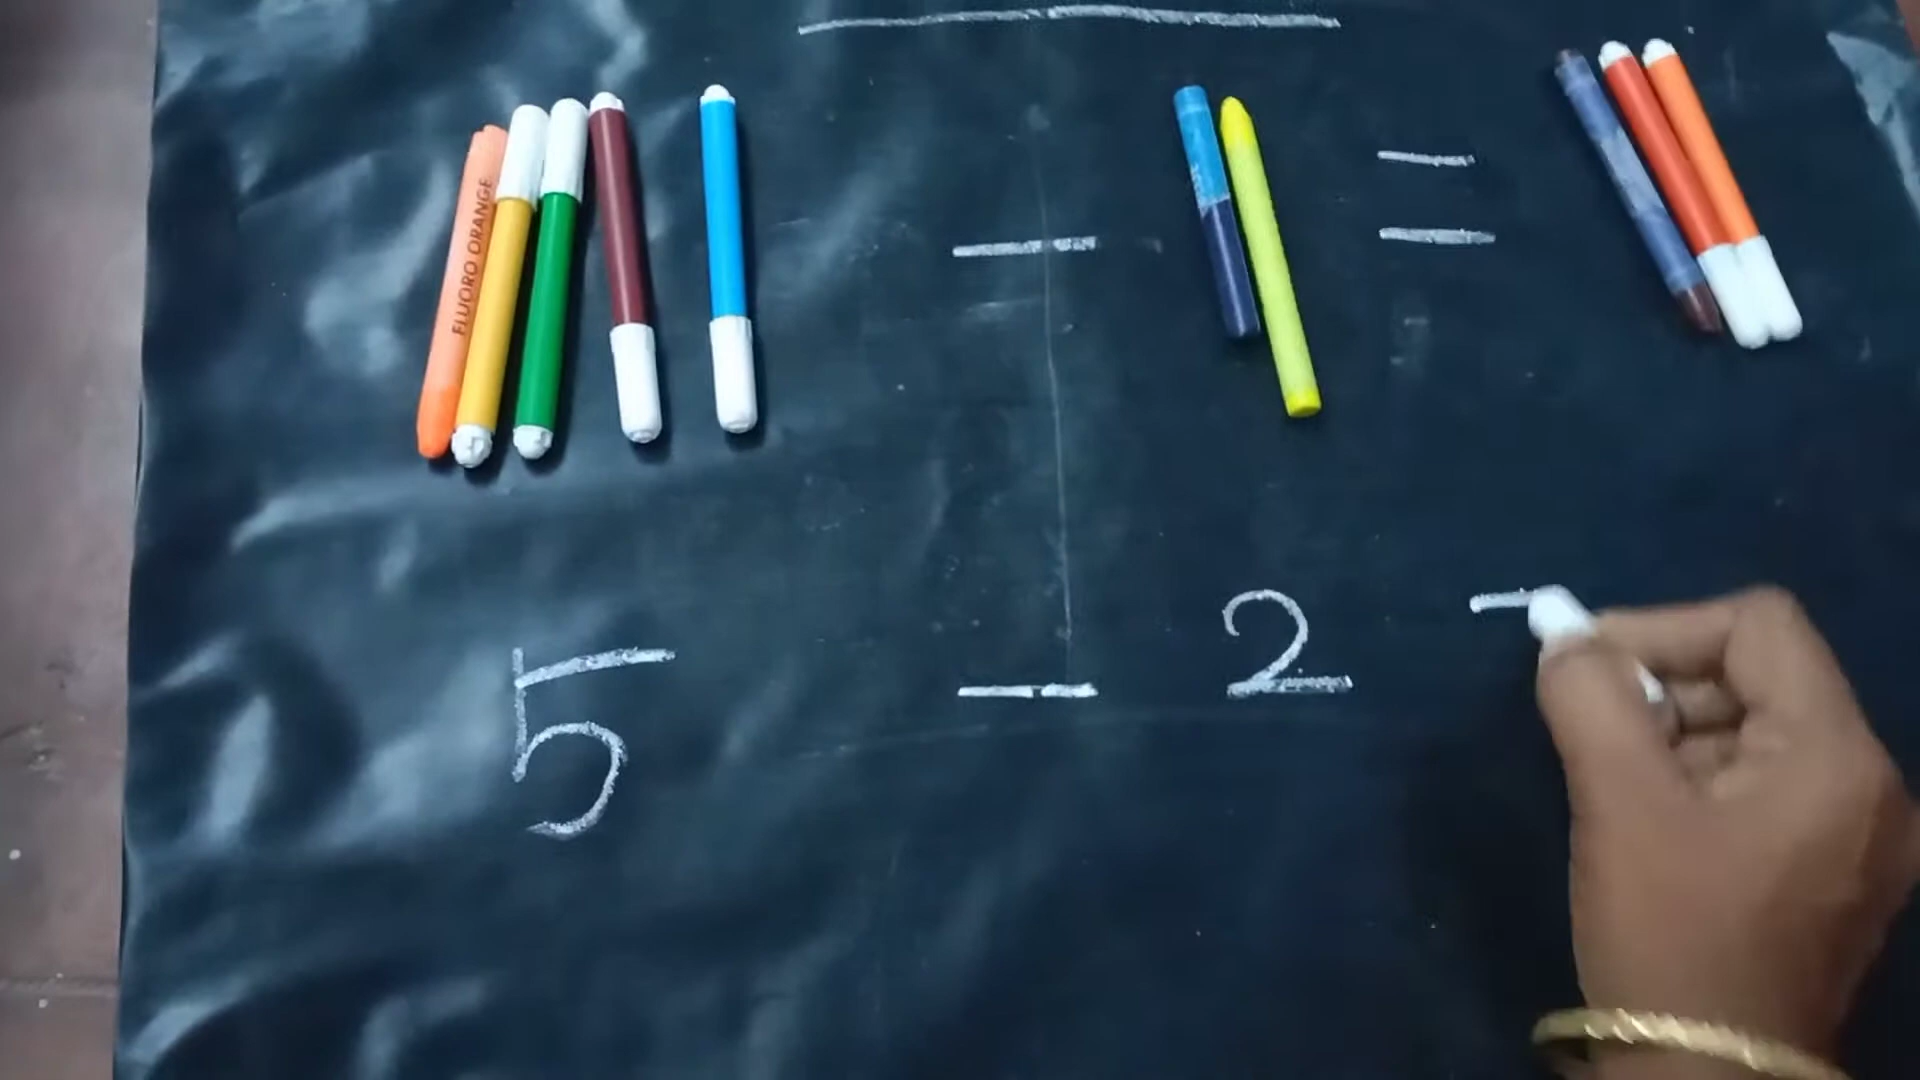 FLUORO ORANGE
— =
5 — 2